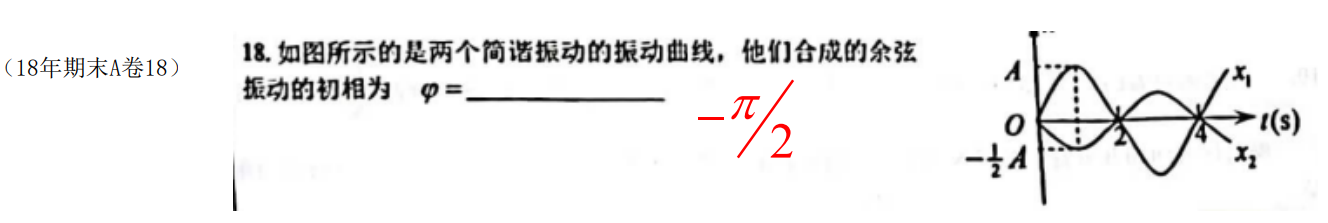 （18年期末A卷18）
18. 如图所示的是两个简谐振动的振动曲线，他们合成的余弦
振动的初相为 φ=__________
-π/2
A
O
-1/2 A
2
4
x₁
t(s)
x₂